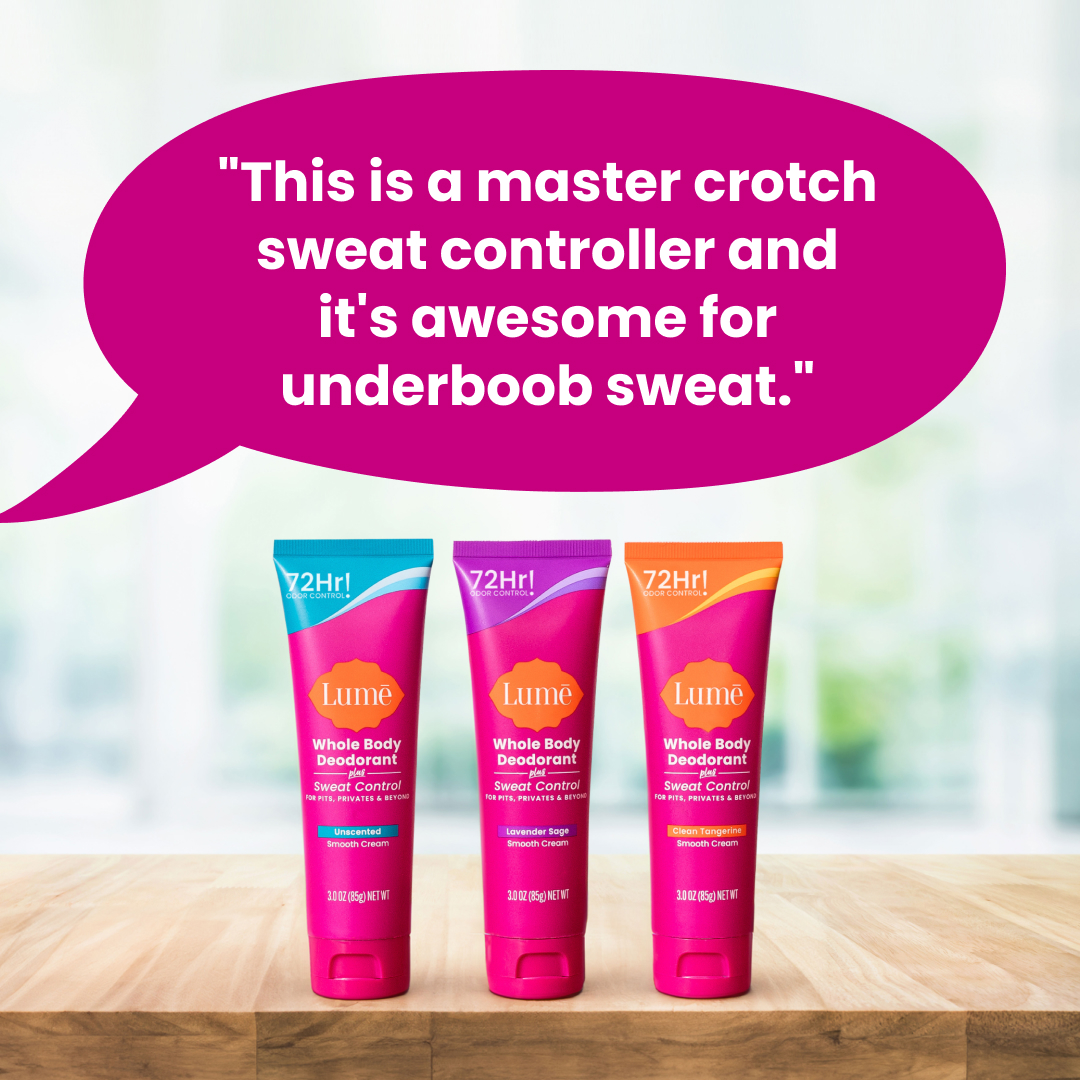 "This is a master crotch
sweat controller and
it's awesome for
underboob sweat."
72Hr!
ODOR CONTROL
Lumē
Whole Body
Deodorant
plus
Sweat Control
FOR PITS, PRIVATES & BEYOND
Unscented
Smooth Cream
3.0 OZ (85g) NET WT
72Hr!
ODOR CONTROL
Lumē
Whole Body
Deodorant
plus
Sweat Control
FOR PITS, PRIVATES & BEYOND
Lavender Sage
Smooth Cream
3.0 OZ (85g) NET WT
72Hr!
ODOR CONTROL
Lumē
Whole Body
Deodorant
plus
Sweat Control
FOR PITS, PRIVATES & BEYOND
Clean Tangerine
Smooth Cream
3.0 OZ (85g) NET WT